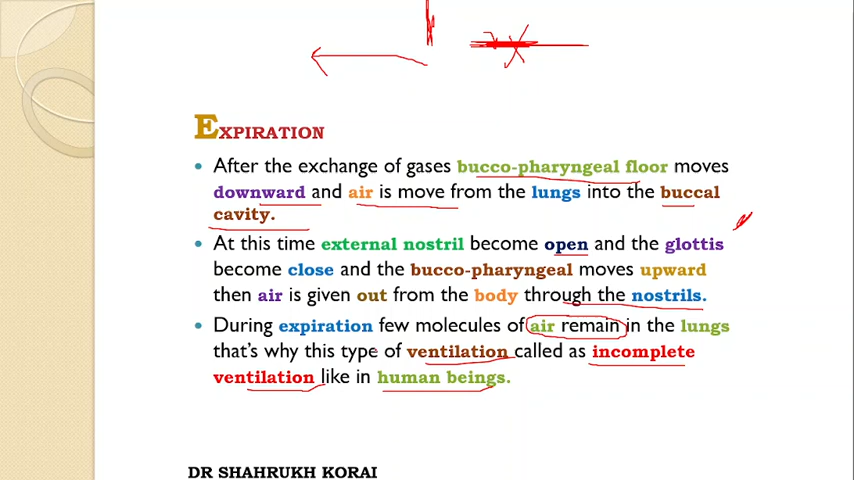 EXPIRATION
After the exchange of gases bucco-pharyngeal floor moves
downward and air is move from the lungs into the buccal
cavity.
At this time external nostril become open and the glottis
become close and the bucco-pharyngeal moves upward
then air is given out from the body through the nostrils.
During expiration few molecules of air remain in the lungs
that's why this type of ventilation called as incomplete
ventilation like in human beings.
DR SHAHRUKH KORAI